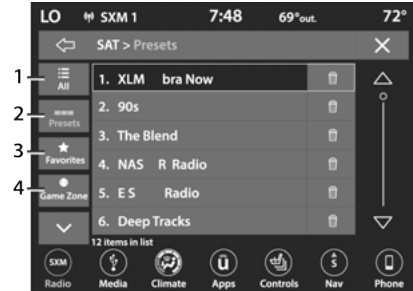 LO SXM 1 7:48 69°out. 72°
SAT > Presets
1 All
1. XLM bra Now
2 Presets
2. 90s
3. The Blend
3 Favorites
4. NAS R Radio
4 Game Zone
5. E S Radio
6. Deep Tracks
12 items in list
SXM ū S
Radio Media Climate Apps Controls Nav Phone